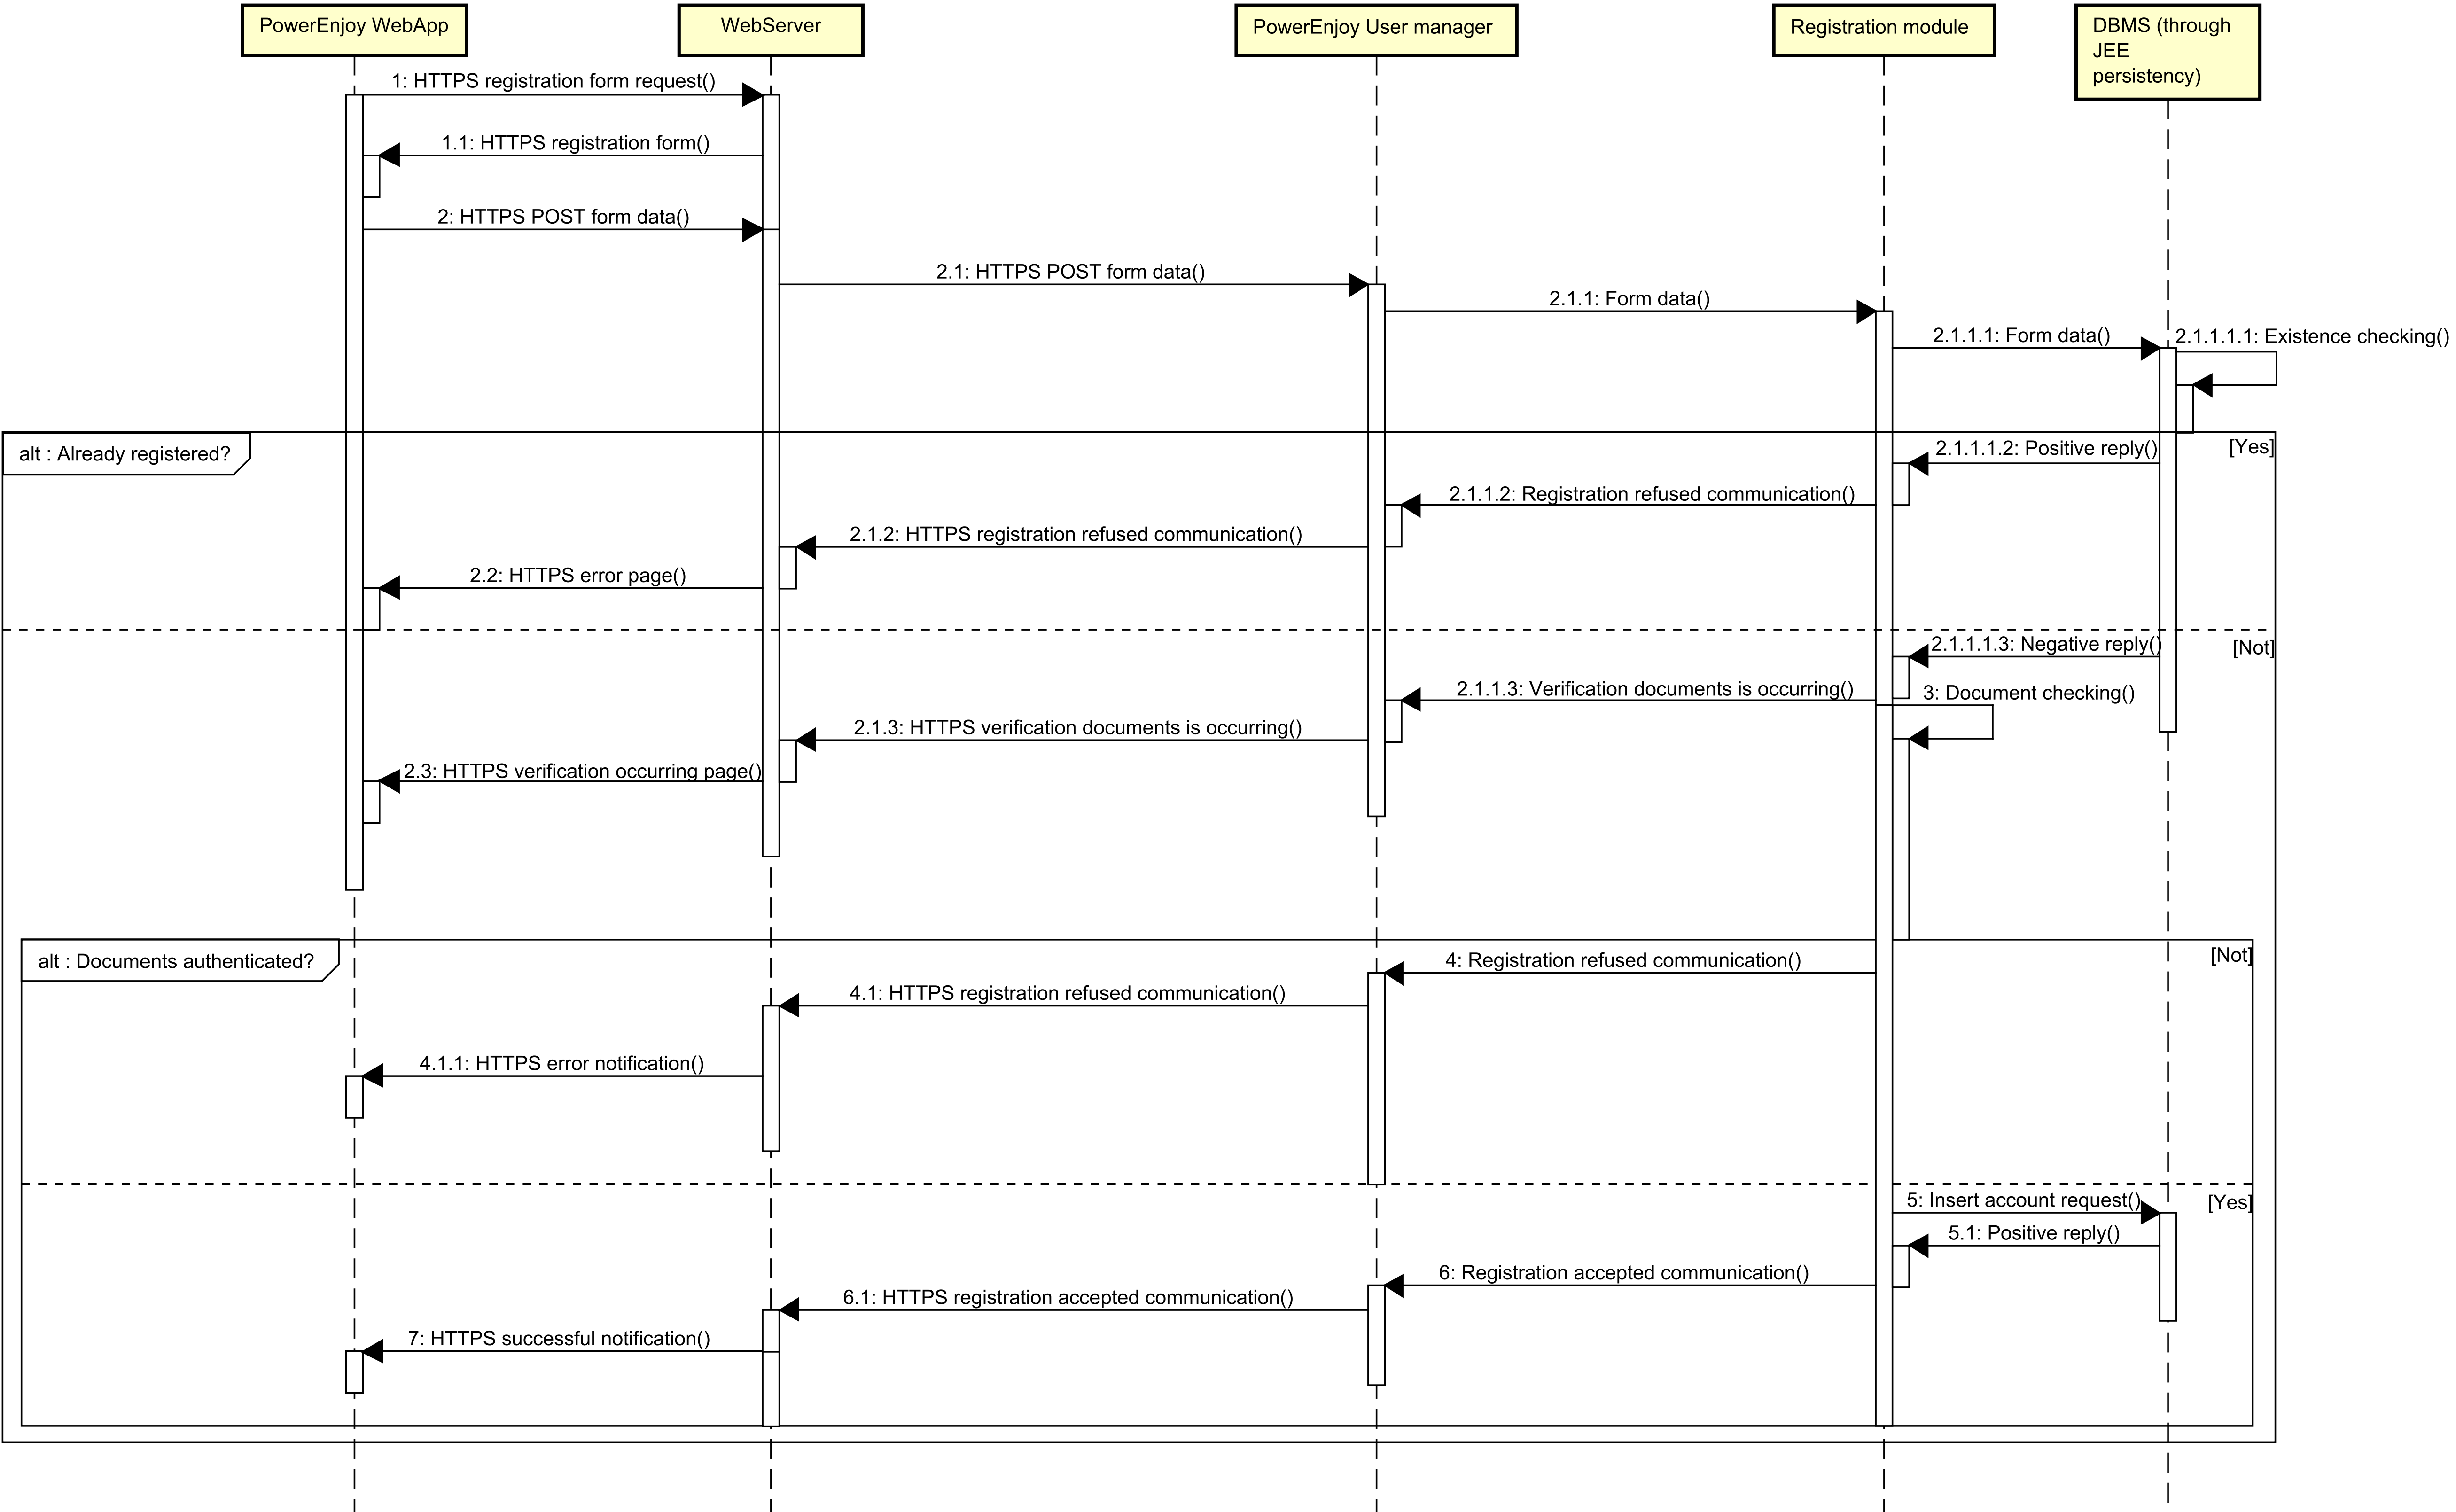 PowerEnjoy WebApp
WebServer
PowerEnjoy User manager
Registration module
DBMS (through
JEE
persistency)
1: HTTPS registration form request()
1.1: HTTPS registration form()
2: HTTPS POST form data()
2.1: HTTPS POST form data()
2.1.1: Form data()
2.1.1.1: Form data()
2.1.1.1.1: Existence checking()
alt : Already registered?
[Yes]
2.1.1.1.2: Positive reply()
2.1.1.2: Registration refused communication()
2.1.2: HTTPS registration refused communication()
2.2: HTTPS error page()
[Not]
2.1.1.1.3: Negative reply()
2.1.1.3: Verification documents is occurring()
3: Document checking()
2.1.3: HTTPS verification documents is occurring()
2.3: HTTPS verification occurring page()
alt : Documents authenticated?
[Not]
4: Registration refused communication()
4.1: HTTPS registration refused communication()
4.1.1: HTTPS error notification()
[Yes]
5: Insert account request()
5.1: Positive reply()
6: Registration accepted communication()
6.1: HTTPS registration accepted communication()
7: HTTPS successful notification()